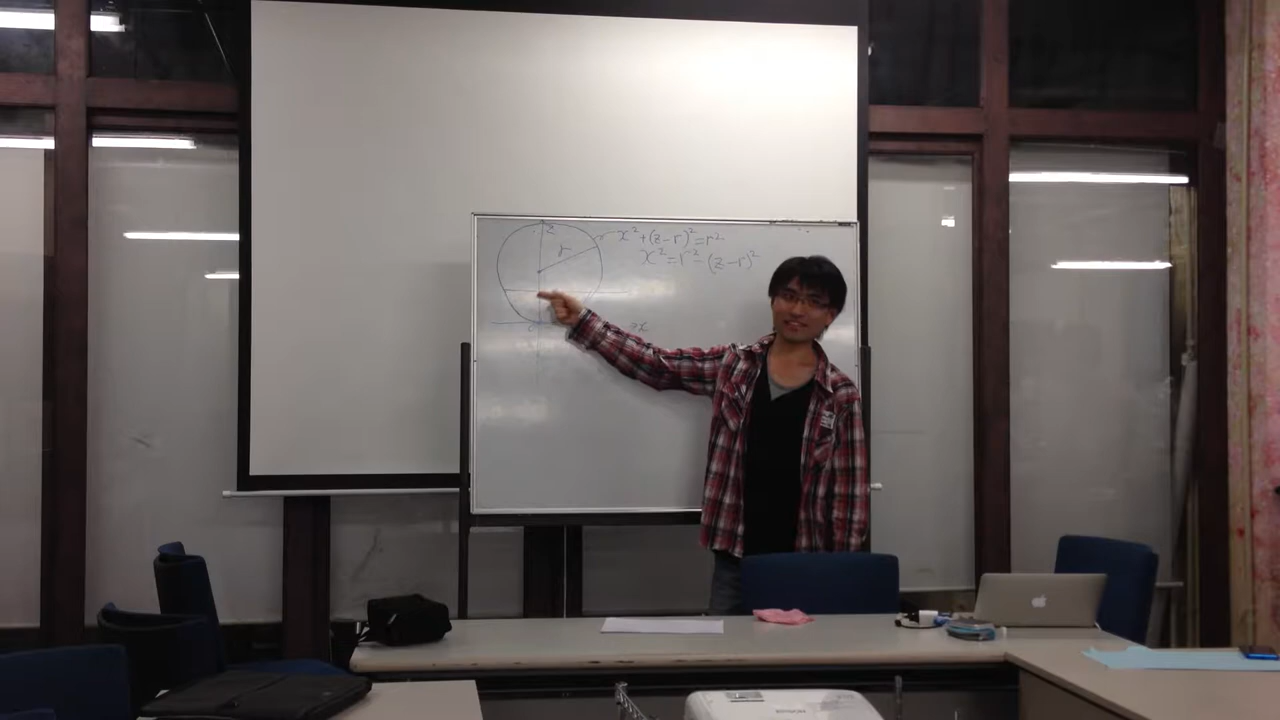 z
r
x²+(z-r)²=r²
x²=r²-(z-r)²
x